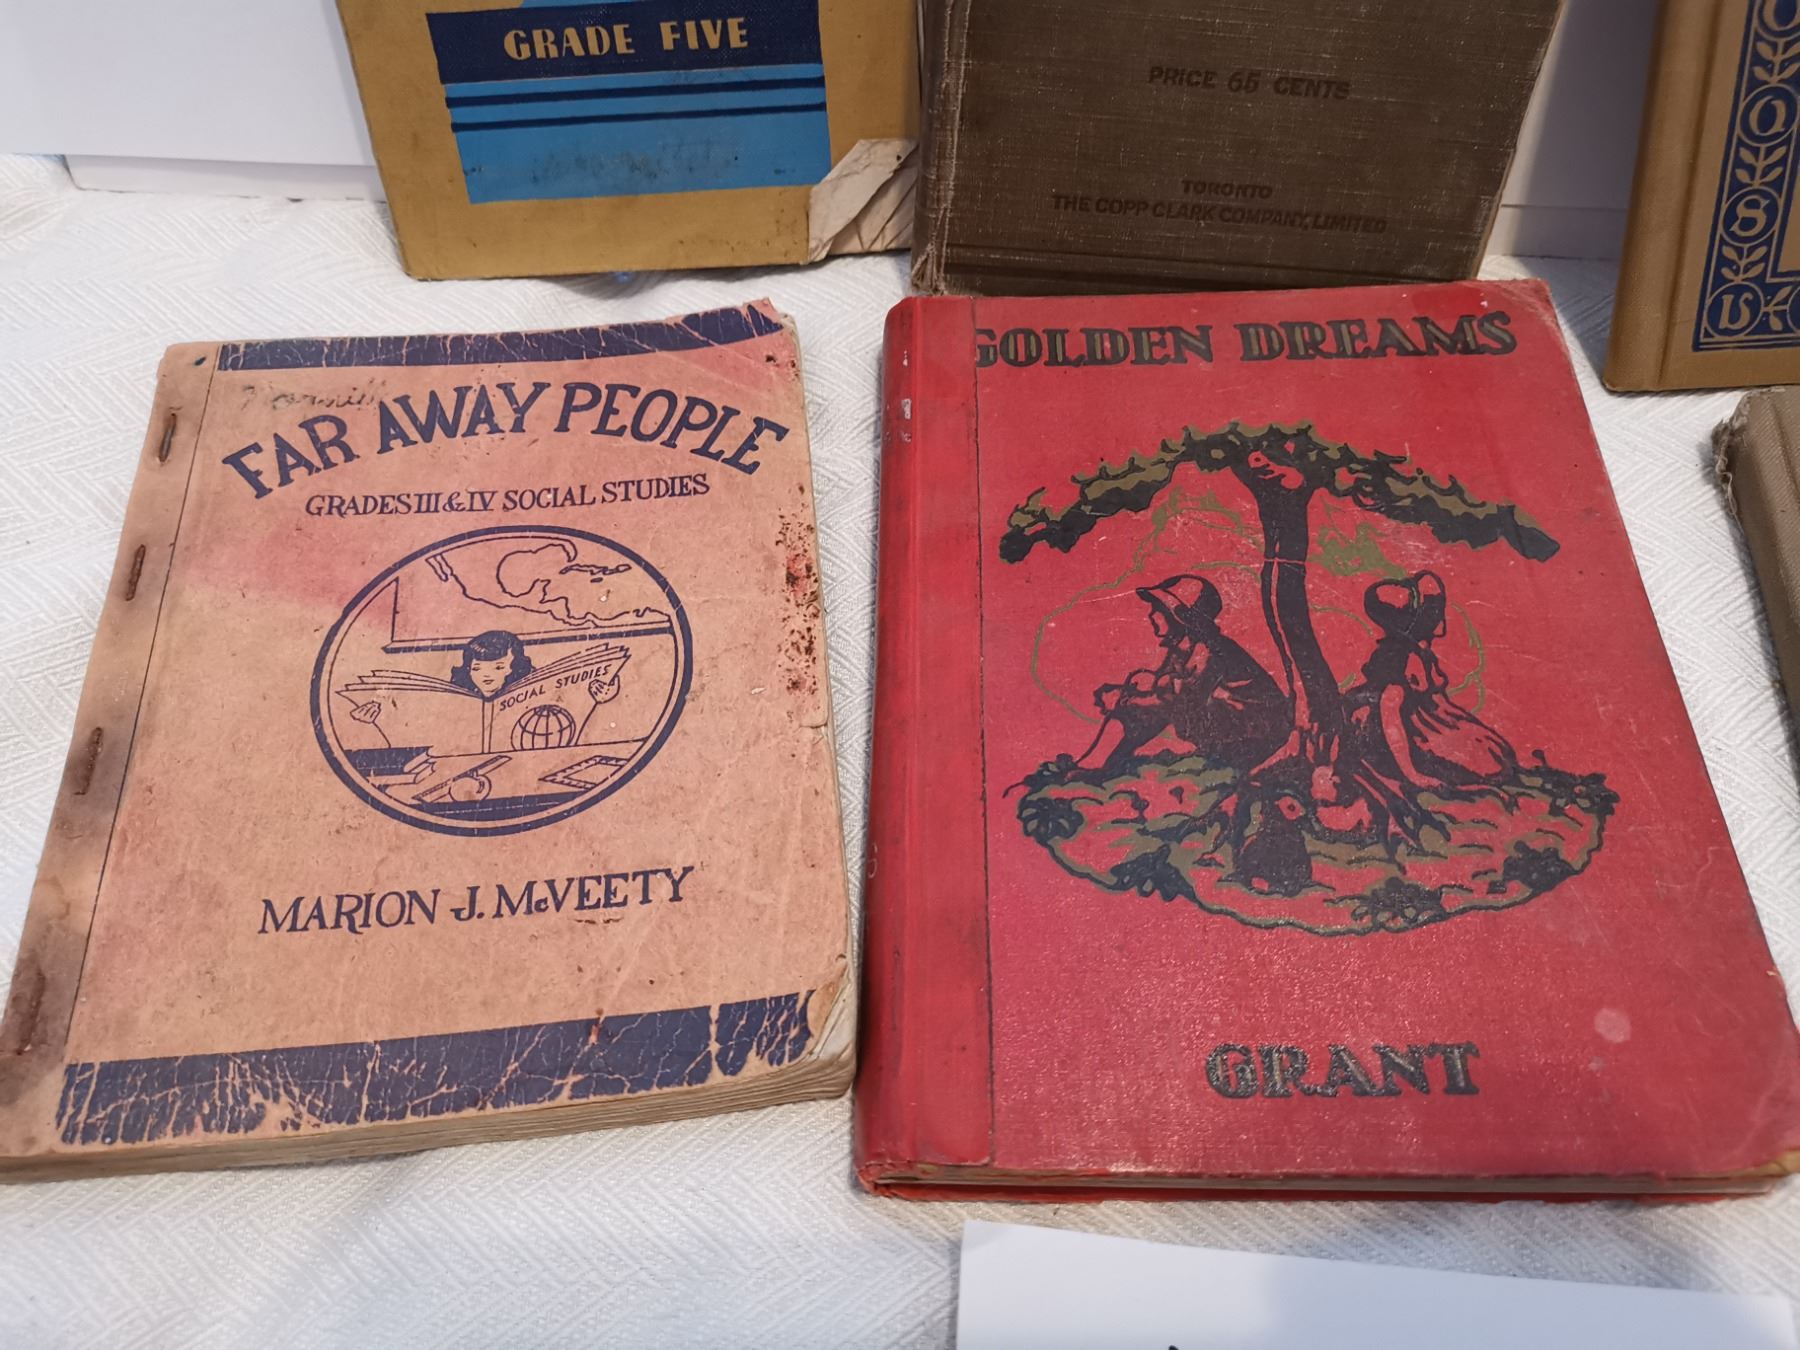 GRADE FIVE
PRICE 65 CENTS
TORONTO
THE COPP CLARK COMPANY, LIMITED
FAR AWAY PEOPLE
GRADES III & IV SOCIAL STUDIES
SOCIAL STUDIES
MARION J. McVEETY
GOLDEN DREAMS
GRANT